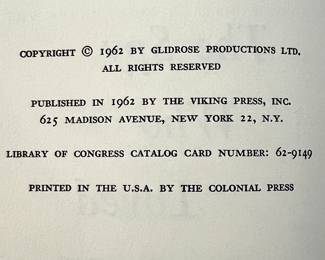 COPYRIGHT © 1962 BY GLIDROSE PRODUCTIONS LTD.
ALL RIGHTS RESERVED
PUBLISHED IN 1962 BY THE VIKING PRESS, INC.
625 MADISON AVENUE, NEW YORK 22, N.Y.
LIBRARY OF CONGRESS CATALOG CARD NUMBER: 62-9149
PRINTED IN THE U.S.A. BY THE COLONIAL PRESS